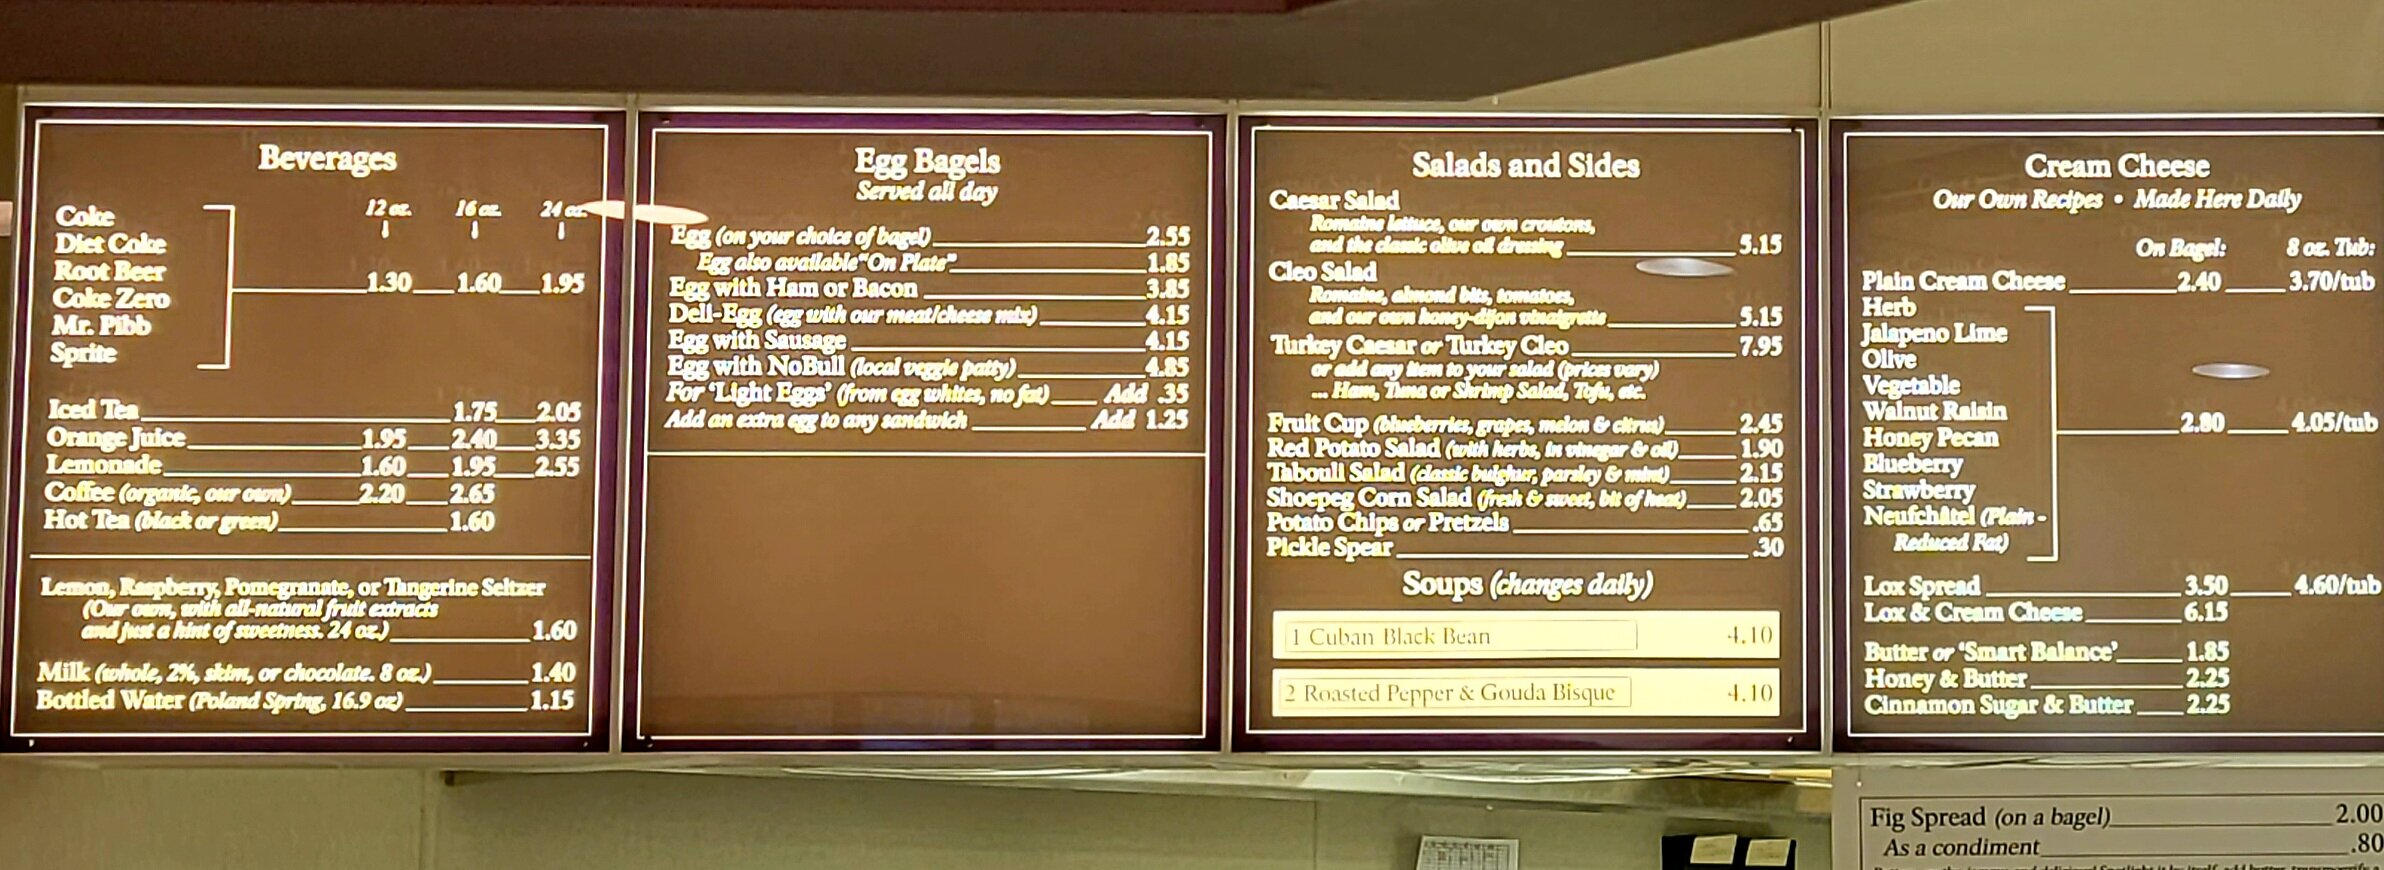 Beverages
12 oz. 16 oz. 24 oz.
Coke
Diet Coke
Root Beer
Coke Zero
Mr. Pibb
Sprite
1.30 1.60 1.95
Iced Tea 1.75 2.05
Orange Juice 1.95 2.40 3.35
Lemonade 1.60 1.95 2.55
Coffee (organic, our own) 2.20 2.65
Hot Tea (black or green) 1.60
Lemon, Raspberry, Pomegranate, or Tangerine Seltzer
(Our own, with all-natural fruit extracts
and just a hint of sweetness. 24 oz.) 1.60
Milk (whole, 2%, skim, or chocolate. 8 oz.) 1.40
Bottled Water (Poland Spring, 16.9 oz) 1.15
Egg Bagels
Served all day
Egg (on your choice of bagel) 2.55
Egg also available "On Plate" 1.85
Egg with Ham or Bacon 3.85
Deli-Egg (egg with our meat/cheese mix) 4.15
Egg with Sausage 4.15
Egg with NoBull (local veggie patty) 4.85
For 'Light Eggs' (from egg whites, no fat) Add .35
Add an extra egg to any sandwich Add 1.25
Salads and Sides
Caesar Salad
Romaine lettuce, our own croutons,
and the classic olive oil dressing 5.15
Cleo Salad
Romaine, almond bits, tomatoes,
and our own honey-dijon vinaigrette 5.15
Turkey Caesar or Turkey Cleo 7.95
or add any item to your salad (prices vary)
... Ham, Tuna or Shrimp Salad, Tofu, etc.
Fruit Cup (blueberries, grapes, melon & citrus) 2.45
Red Potato Salad (with herbs, in vinegar & oil) 1.90
Tabouli Salad (classic bulghur, parsley & mint) 2.15
Shoepeg Corn Salad (fresh & sweet, bit of heat) 2.05
Potato Chips or Pretzels .65
Pickle Spear .30
Soups (changes daily)
1 Cuban Black Bean 4.10
2 Roasted Pepper & Gouda Bisque 4.10
Cream Cheese
Our Own Recipes • Made Here Daily
On Bagel: 8 oz. Tub:
Plain Cream Cheese 2.40 3.70/tub
Herb
Jalapeno Lime
Olive
Vegetable
Walnut Raisin
Honey Pecan
Blueberry
Strawberry
Neufchâtel (Plain -
Reduced Fat)
2.80 4.05/tub
Lox Spread 3.50 4.60/tub
Lox & Cream Cheese 6.15
Butter or 'Smart Balance' 1.85
Honey & Butter 2.25
Cinnamon Sugar & Butter 2.25
Fig Spread (on a bagel) 2.00
As a condiment .80